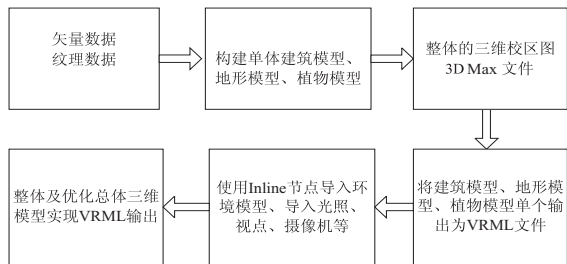 矢量数据
纹理数据
构建单体建筑模型、
地形模型、植物模型
整体的三维校区图
3D Max 文件
将建筑模型、地形模
型、植物模型单个输
出为VRML文件
使用Inline节点导入环
境模型、导入光照、
视点、摄像机等
整体及优化总体三维
模型实现VRML输出